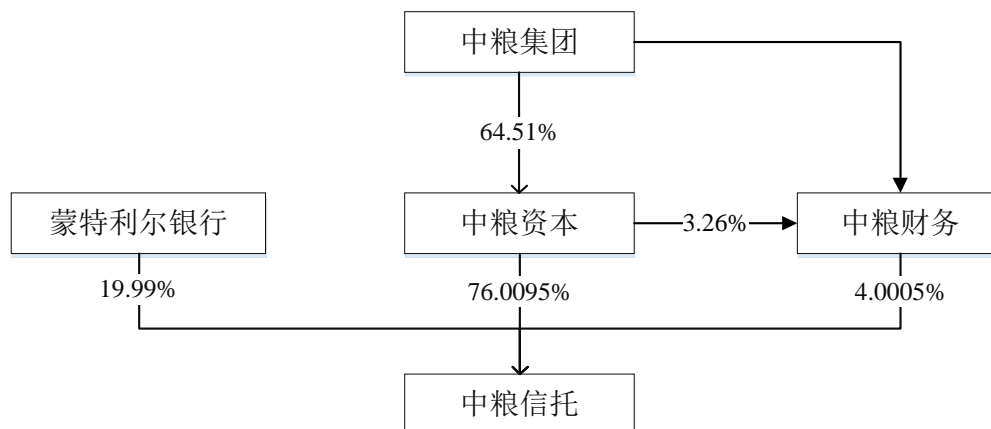 中粮集团
64.51%
蒙特利尔银行
中粮资本
3.26%
中粮财务
19.99%
76.0095%
4.0005%
中粮信托